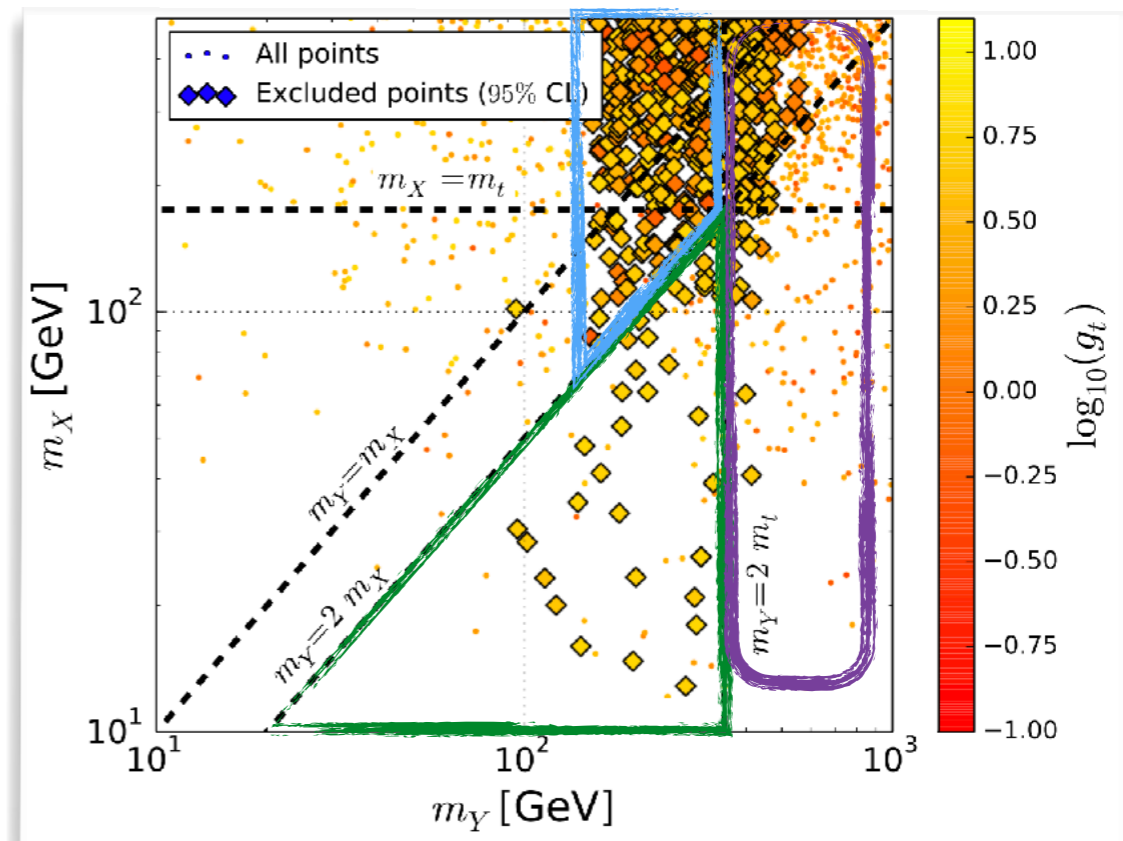 All points
Excluded points (95% CL)
m_X = m_t
m_Y = m_X
m_Y = 2 m_X
m_Y = 2 m_t
m_X [GeV]
10^2
10^1
10^1
10^2
10^3
m_Y [GeV]
1.00
0.75
0.50
0.25
0.00
−0.25
−0.50
−0.75
−1.00
log_10(g_t)